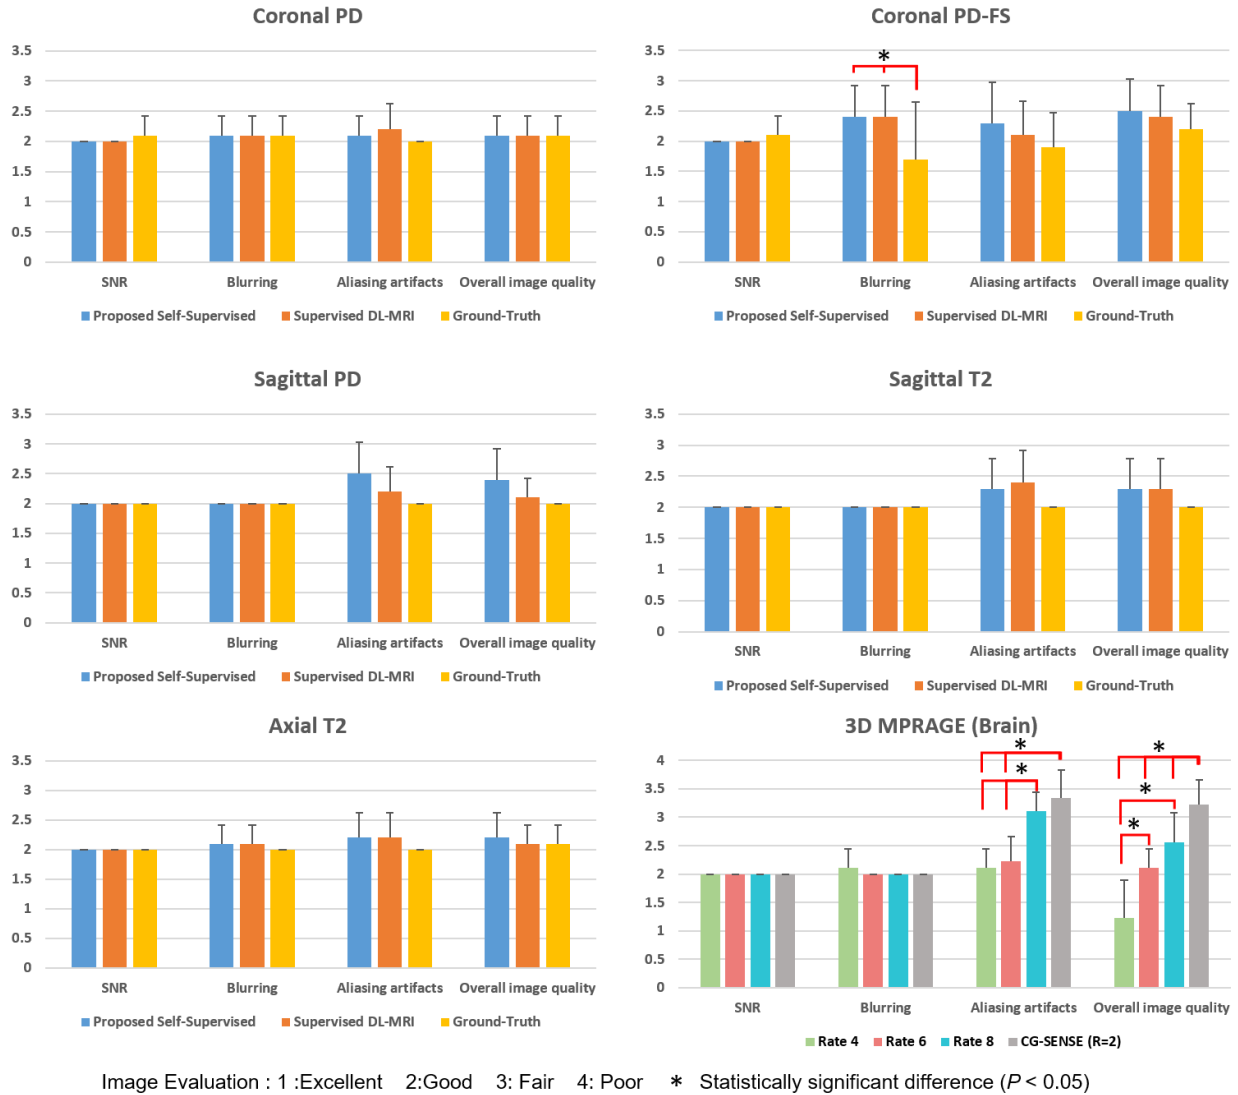 Coronal PD
3.5
3
2.5
2
1.5
1
0.5
0
SNR Blurring Aliasing artifacts Overall image quality
Proposed Self-Supervised Supervised DL-MRI Ground-Truth
Coronal PD-FS
3.5
3
2.5
2
1.5
1
0.5
0
*
SNR Blurring Aliasing artifacts Overall image quality
Proposed Self-Supervised Supervised DL-MRI Ground-Truth
Sagittal PD
3.5
3
2.5
2
1.5
1
0.5
0
SNR Blurring Aliasing artifacts Overall image quality
Proposed Self-Supervised Supervised DL-MRI Ground-Truth
Sagittal T2
3.5
3
2.5
2
1.5
1
0.5
0
SNR Blurring Aliasing artifacts Overall image quality
Proposed Self-Supervised Supervised DL-MRI Ground-Truth
Axial T2
3.5
3
2.5
2
1.5
1
0.5
0
SNR Blurring Aliasing artifacts Overall image quality
Proposed Self-Supervised Supervised DL-MRI Ground-Truth
3D MPRAGE (Brain)
4
3.5
3
2.5
2
1.5
1
0.5
0
* *
*
*
*
SNR Blurring Aliasing artifacts Overall image quality
Rate 4 Rate 6 Rate 8 CG-SENSE (R=2)
Image Evaluation : 1 :Excellent 2:Good 3: Fair 4: Poor * Statistically significant difference (P < 0.05)